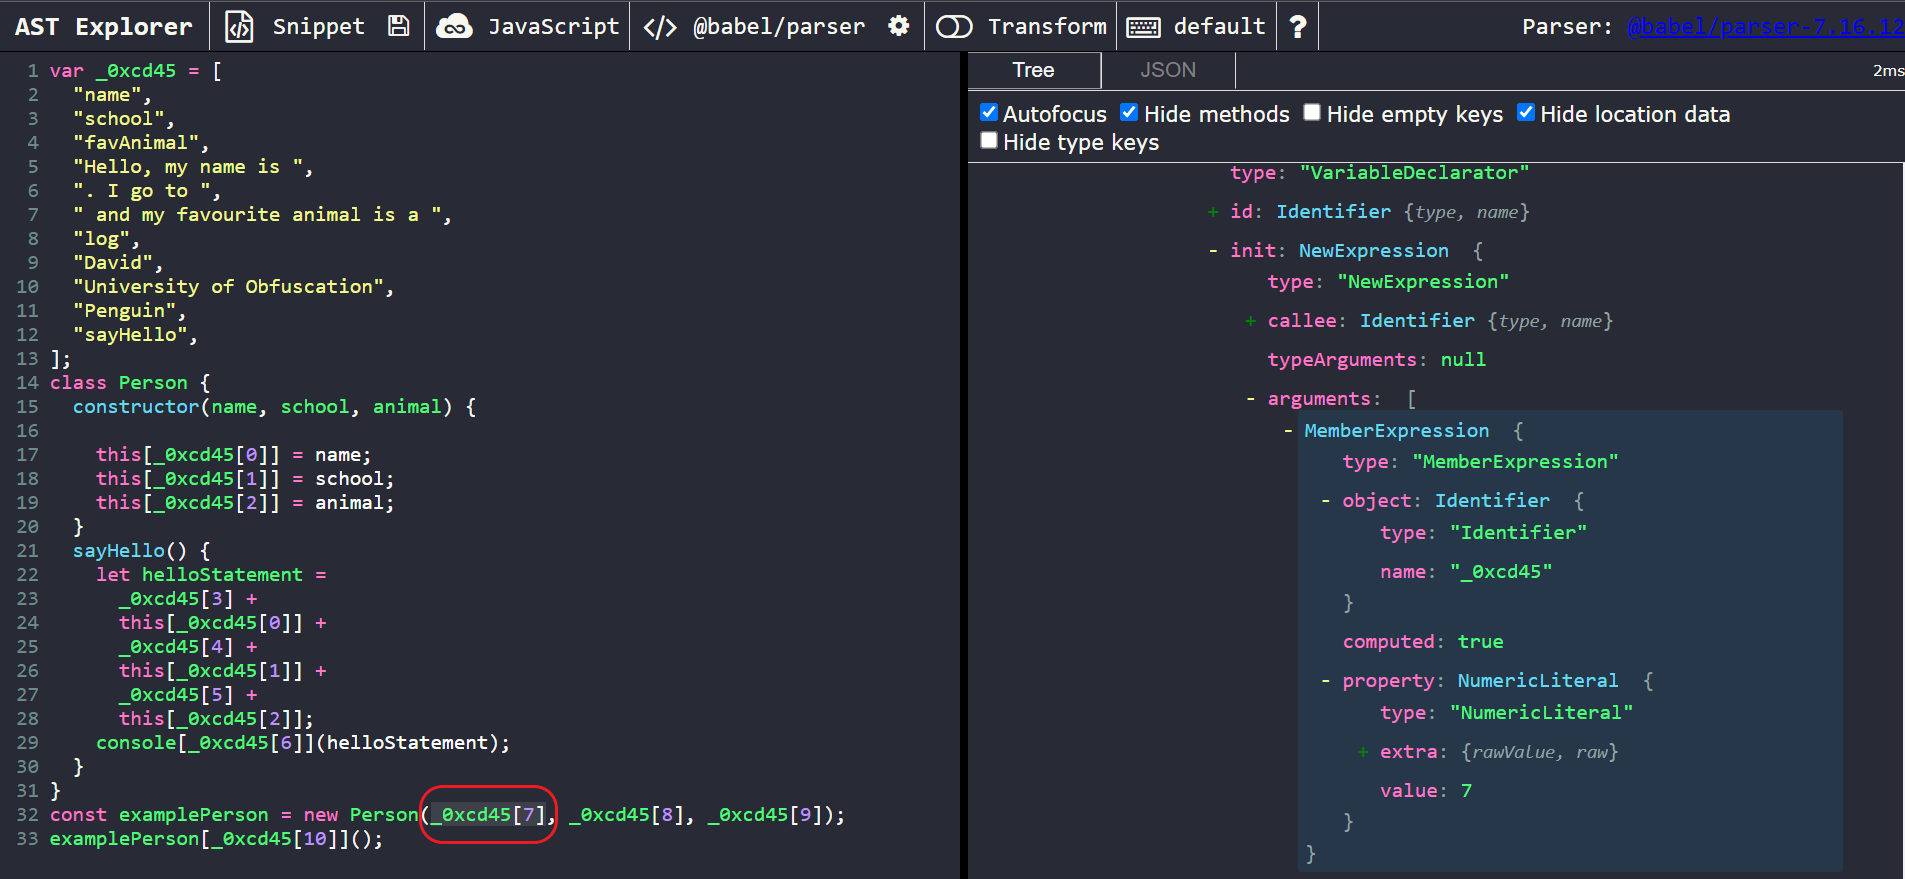 AST Explorer Snippet JavaScript </> @babel/parser Transform default ? Parser: @babel/parser-7.16.12
Tree JSON 2ms
Autofocus Hide methods Hide empty keys Hide location data
Hide type keys
1 var _0xcd45 = [
2 "name",
3 "school",
4 "favAnimal",
5 "Hello, my name is ",
6 ". I go to ",
7 " and my favourite animal is a ",
8 "log",
9 "David",
10 "University of Obfuscation",
11 "Penguin",
12 "sayHello",
13 ];
14 class Person {
15 constructor(name, school, animal) {
16
17 this[_0xcd45[0]] = name;
18 this[_0xcd45[1]] = school;
19 this[_0xcd45[2]] = animal;
20 }
21 sayHello() {
22 let helloStatement =
23 _0xcd45[3] +
24 this[_0xcd45[0]] +
25 _0xcd45[4] +
26 this[_0xcd45[1]] +
27 _0xcd45[5] +
28 this[_0xcd45[2]];
29 console[_0xcd45[6]](helloStatement);
30 }
31 }
32 const examplePerson = new Person(_0xcd45[7], _0xcd45[8], _0xcd45[9]);
33 examplePerson[_0xcd45[10]]();
type: "VariableDeclarator"
+ id: Identifier {type, name}
- init: NewExpression {
type: "NewExpression"
+ callee: Identifier {type, name}
typeArguments: null
- arguments: [
- MemberExpression {
type: "MemberExpression"
- object: Identifier {
type: "Identifier"
name: "_0xcd45"
}
computed: true
- property: NumericLiteral {
type: "NumericLiteral"
+ extra: {rawValue, raw}
value: 7
}
}